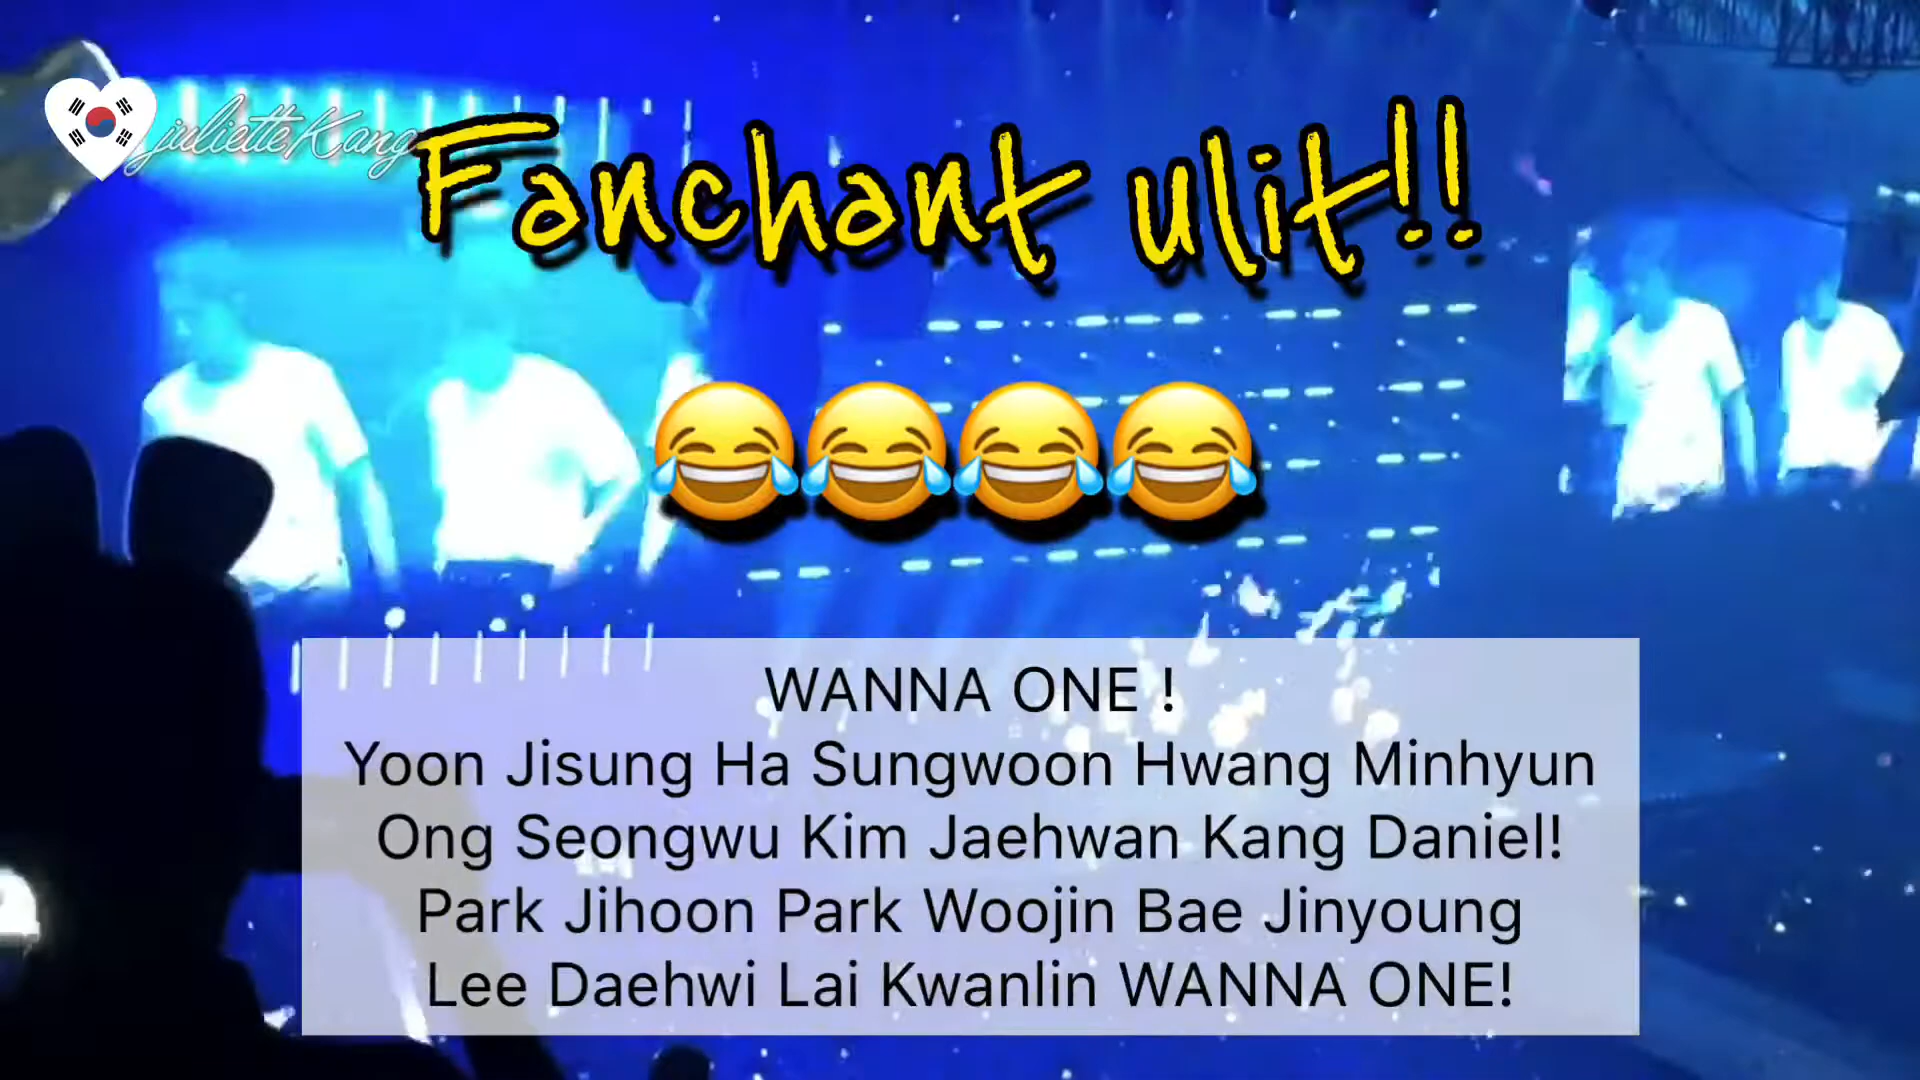 julietteKang
Fanchant ulit!!
WANNA ONE !
Yoon Jisung Ha Sungwoon Hwang Minhyun
Ong Seongwu Kim Jaehwan Kang Daniel!
Park Jihoon Park Woojin Bae Jinyoung
Lee Daehwi Lai Kwanlin WANNA ONE!